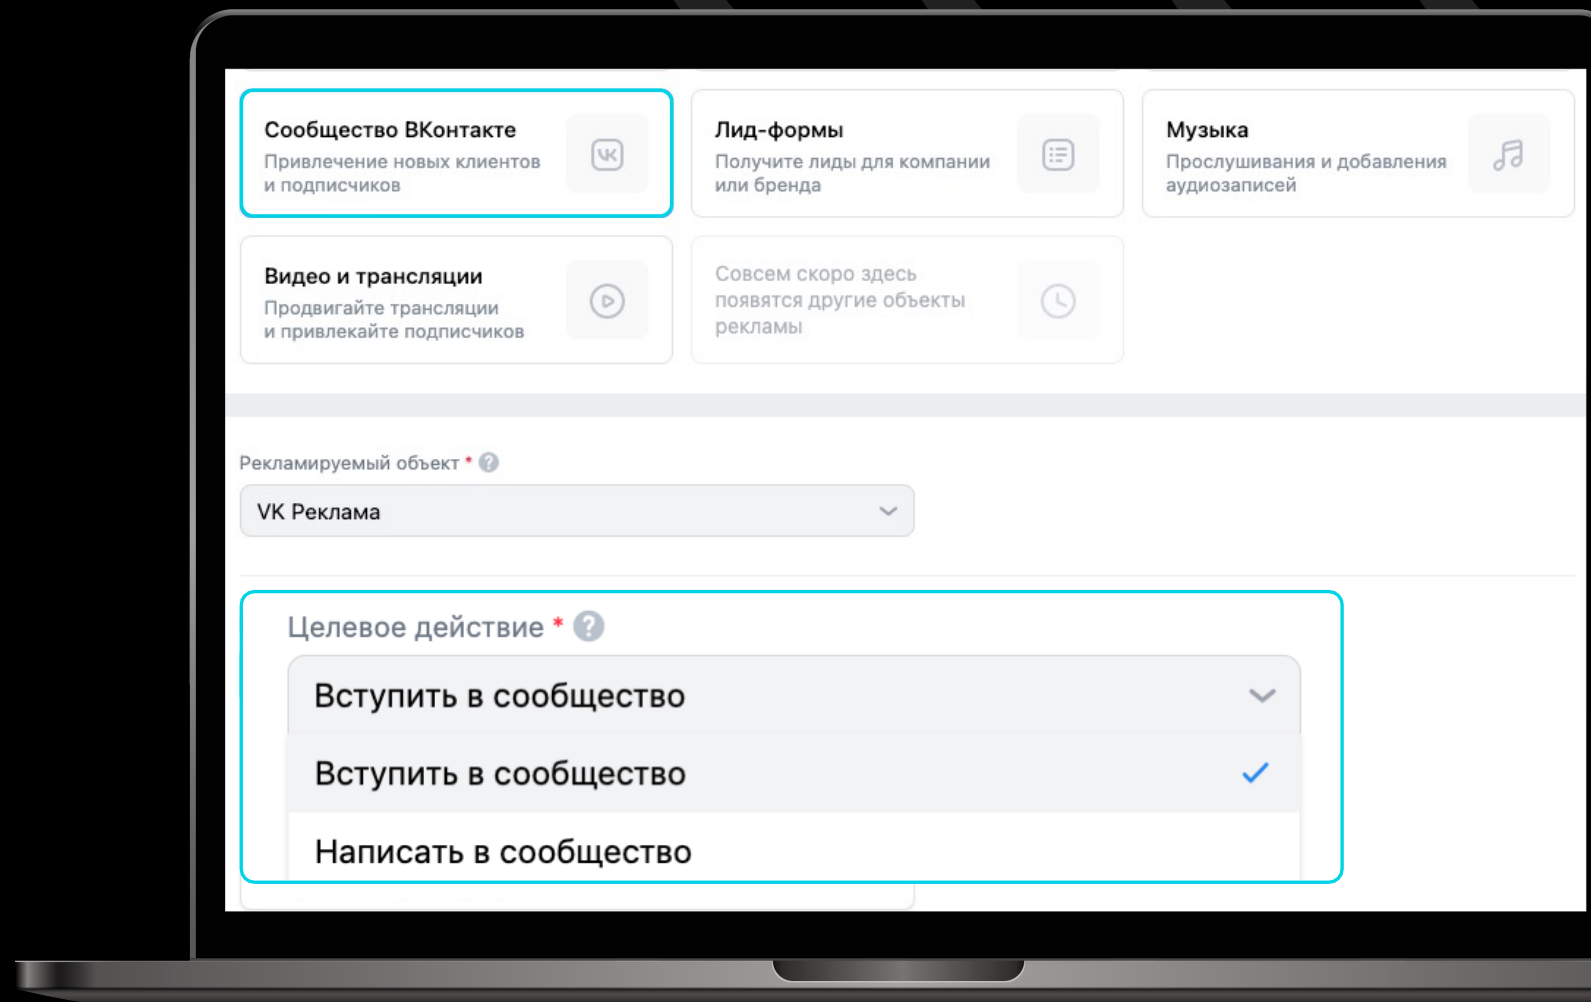 Сообщество ВКонтакте
Привлечение новых клиентов
и подписчиков
Лид-формы
Получите лиды для компании
или бренда
Музыка
Прослушивания и добавления
аудиозаписей
Видео и трансляции
Продвигайте трансляции
и привлекайте подписчиков
Совсем скоро здесь
появятся другие объекты
рекламы
Рекламируемый объект * ?
VK Реклама
Целевое действие * ?
Вступить в сообщество
Вступить в сообщество
Написать в сообщество